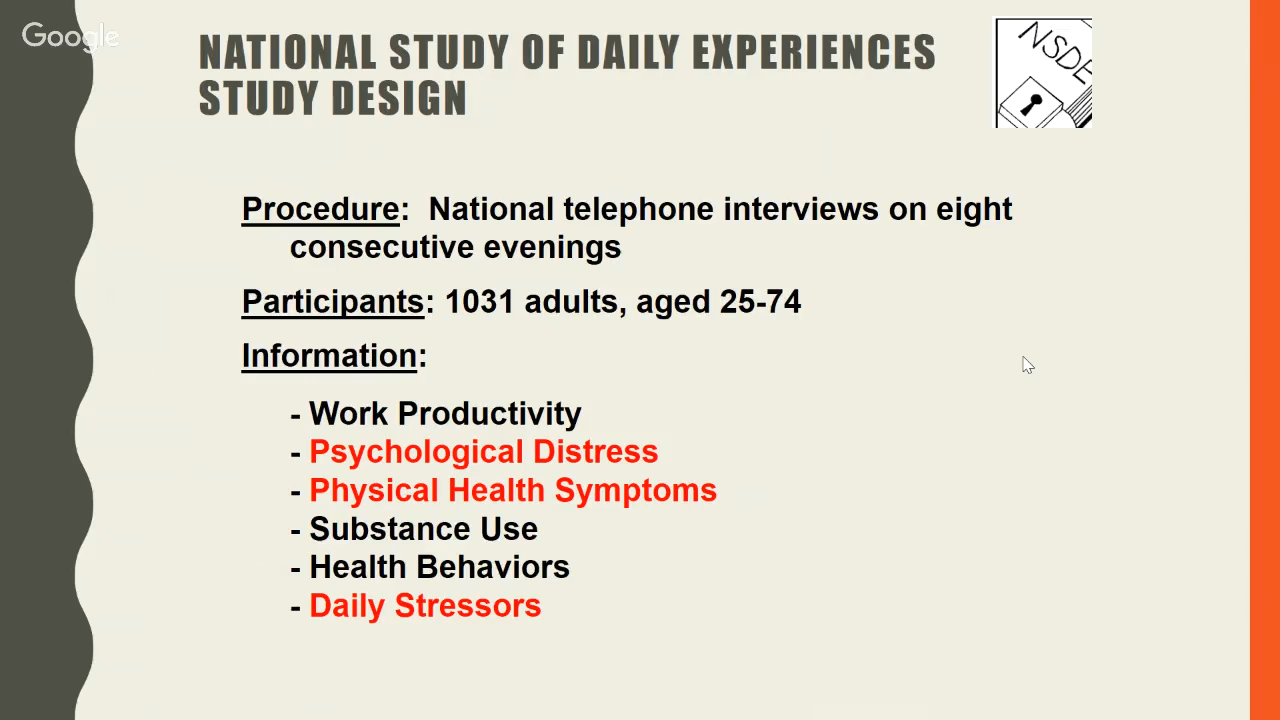 Google
NATIONAL STUDY OF DAILY EXPERIENCES
STUDY DESIGN
NSDE
Procedure: National telephone interviews on eight
consecutive evenings
Participants: 1031 adults, aged 25-74
Information:
- Work Productivity
- Psychological Distress
- Physical Health Symptoms
- Substance Use
- Health Behaviors
- Daily Stressors